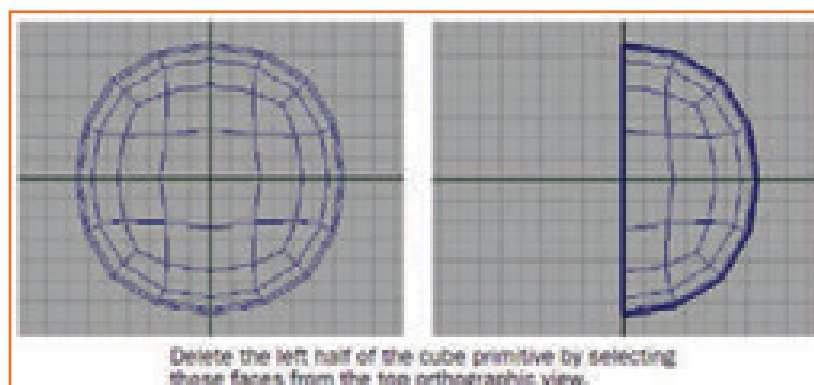 Delete the left half of the cube primitive by selecting
those faces from the top orthographic view.